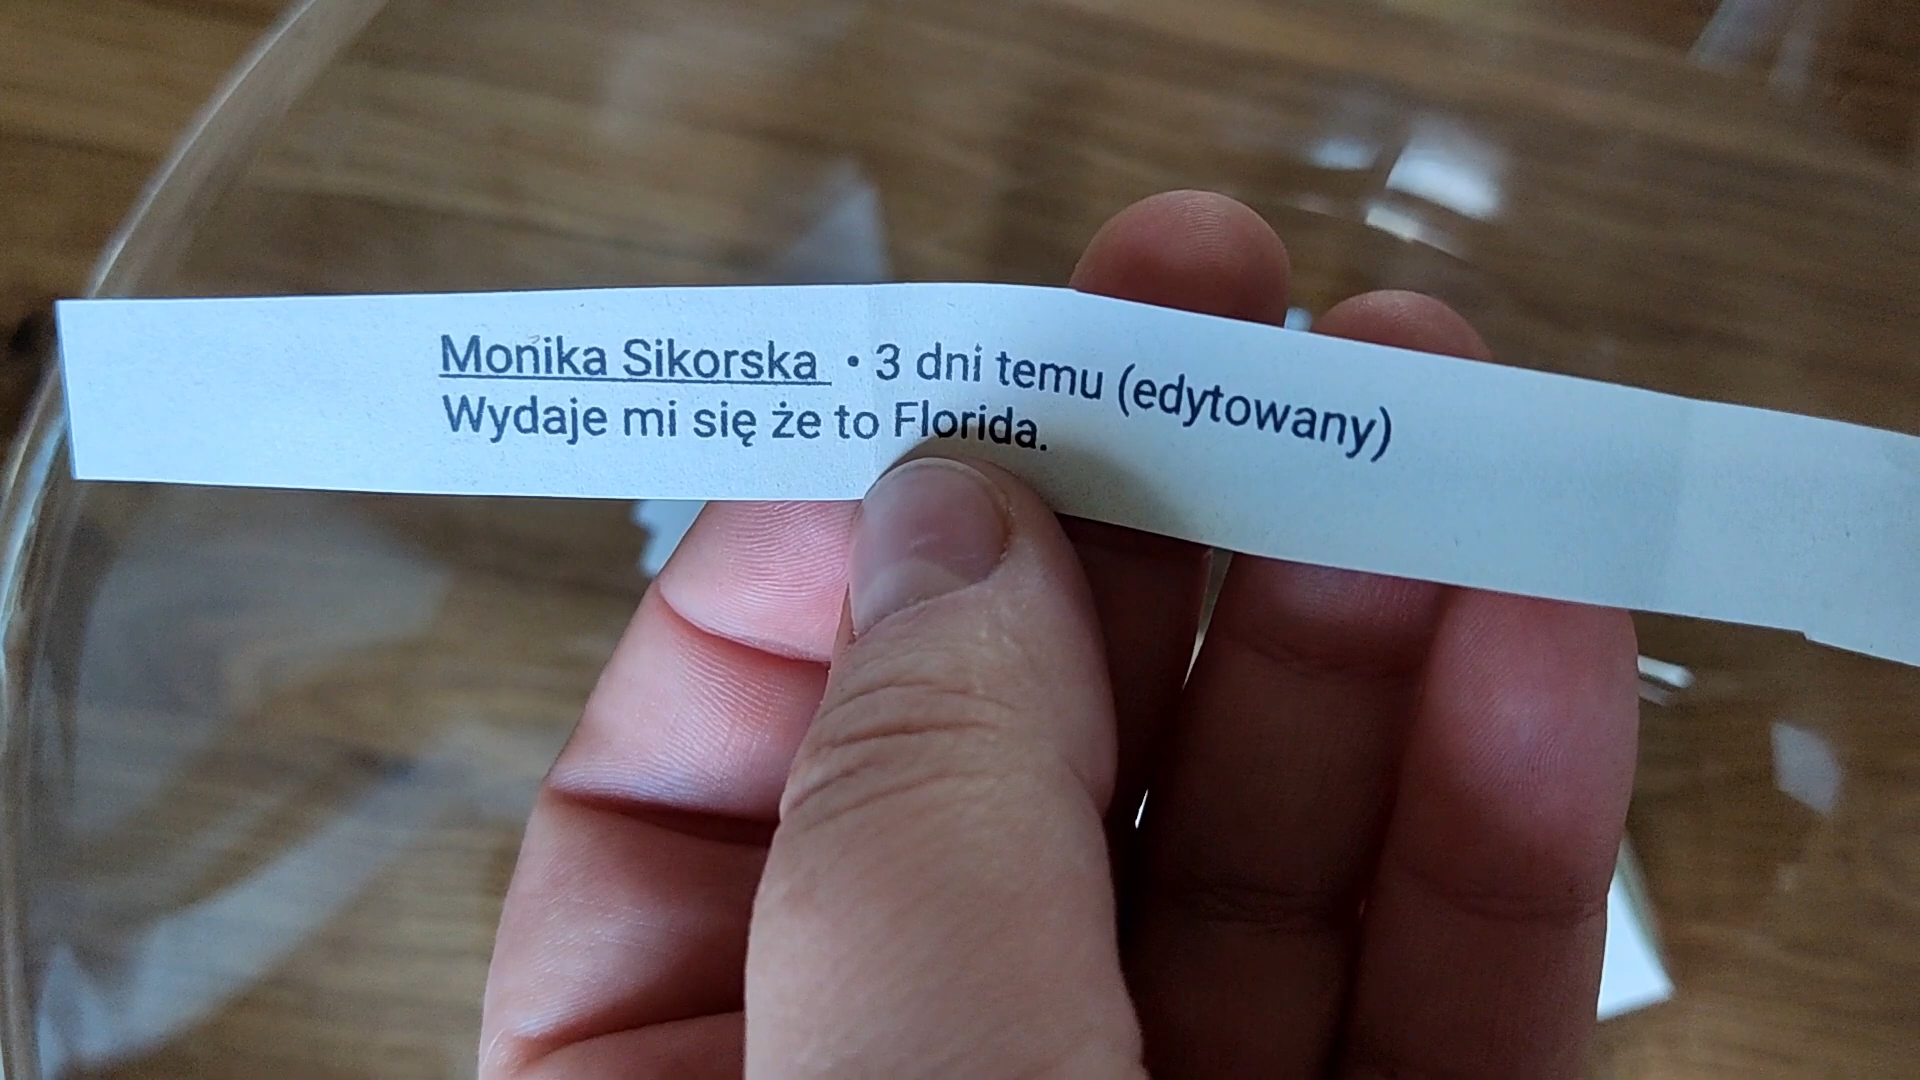 Monika Sikorska • 3 dni temu (edytowany)
Wydaje mi się że to Florida.